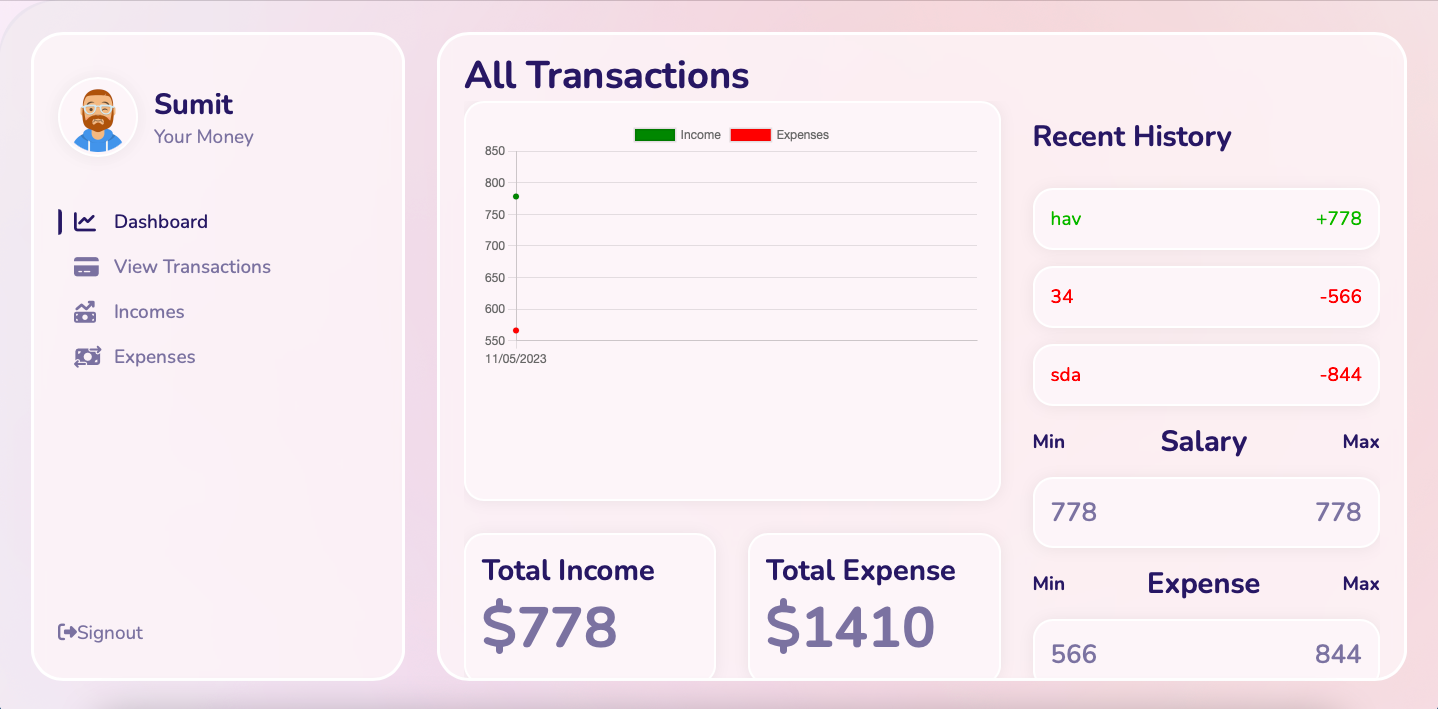 Sumit
Your Money
Dashboard
View Transactions
Incomes
Expenses
Signout
All Transactions
Income Expenses
850
800
750
700
650
600
550
11/05/2023
Total Income
$778
Total Expense
$1410
Recent History
hav +778
34 -566
sda -844
Min Salary Max
778 778
Min Expense Max
566 844